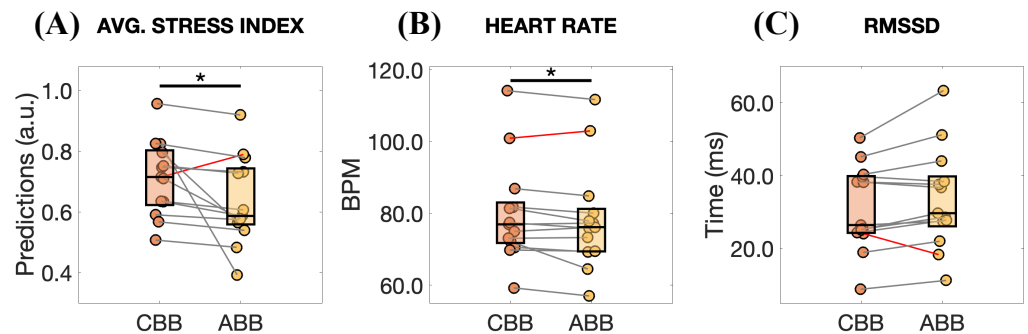 (A) AVG. STRESS INDEX
Predictions (a.u.)
1.0
0.8
0.6
0.4
*
CBB ABB
(B) HEART RATE
BPM
120.0
100.0
80.0
60.0
*
CBB ABB
(C) RMSSD
Time (ms)
60.0
40.0
20.0
CBB ABB